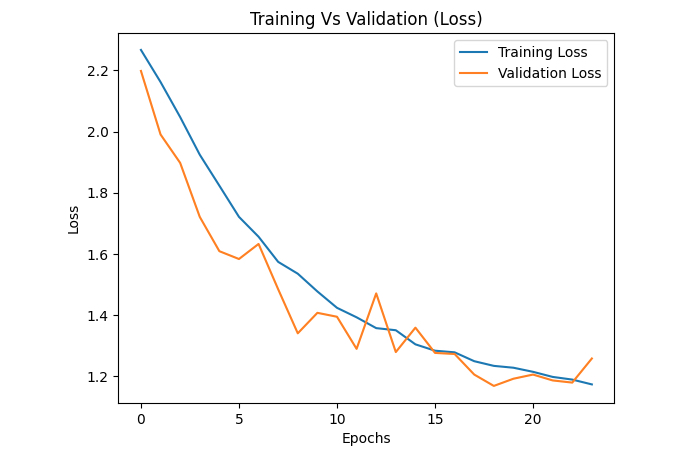 Training Vs Validation (Loss)
Training Loss
Validation Loss
2.2
2.0
1.8
1.6
1.4
1.2
Loss
0
5
10
15
20
Epochs